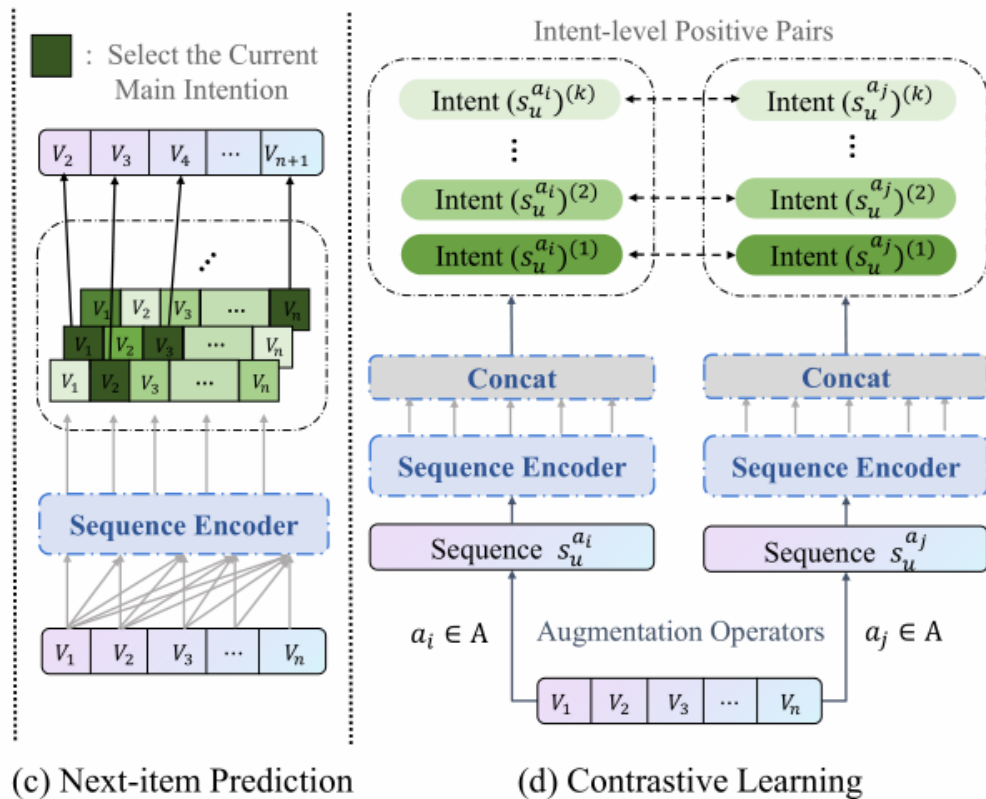 : Select the Current
Main Intention
V₂ V₃ V₄ ... Vₙ₊₁
...
V₁ V₂ V₃ ... Vₙ
V₁ V₂ V₃ ... Vₙ
V₁ V₂ V₃ ... Vₙ
Sequence Encoder
V₁ V₂ V₃ ... Vₙ
(c) Next-item Prediction
Intent-level Positive Pairs
Intent (s_u^{a_i})^{(k)} Intent (s_u^{a_j})^{(k)}
... ...
Intent (s_u^{a_i})^{(2)} Intent (s_u^{a_j})^{(2)}
Intent (s_u^{a_i})^{(1)} Intent (s_u^{a_j})^{(1)}
Concat Concat
Sequence Encoder Sequence Encoder
Sequence s_u^{a_i} Sequence s_u^{a_j}
a_i ∈ A Augmentation Operators a_j ∈ A
V₁ V₂ V₃ ... Vₙ
(d) Contrastive Learning